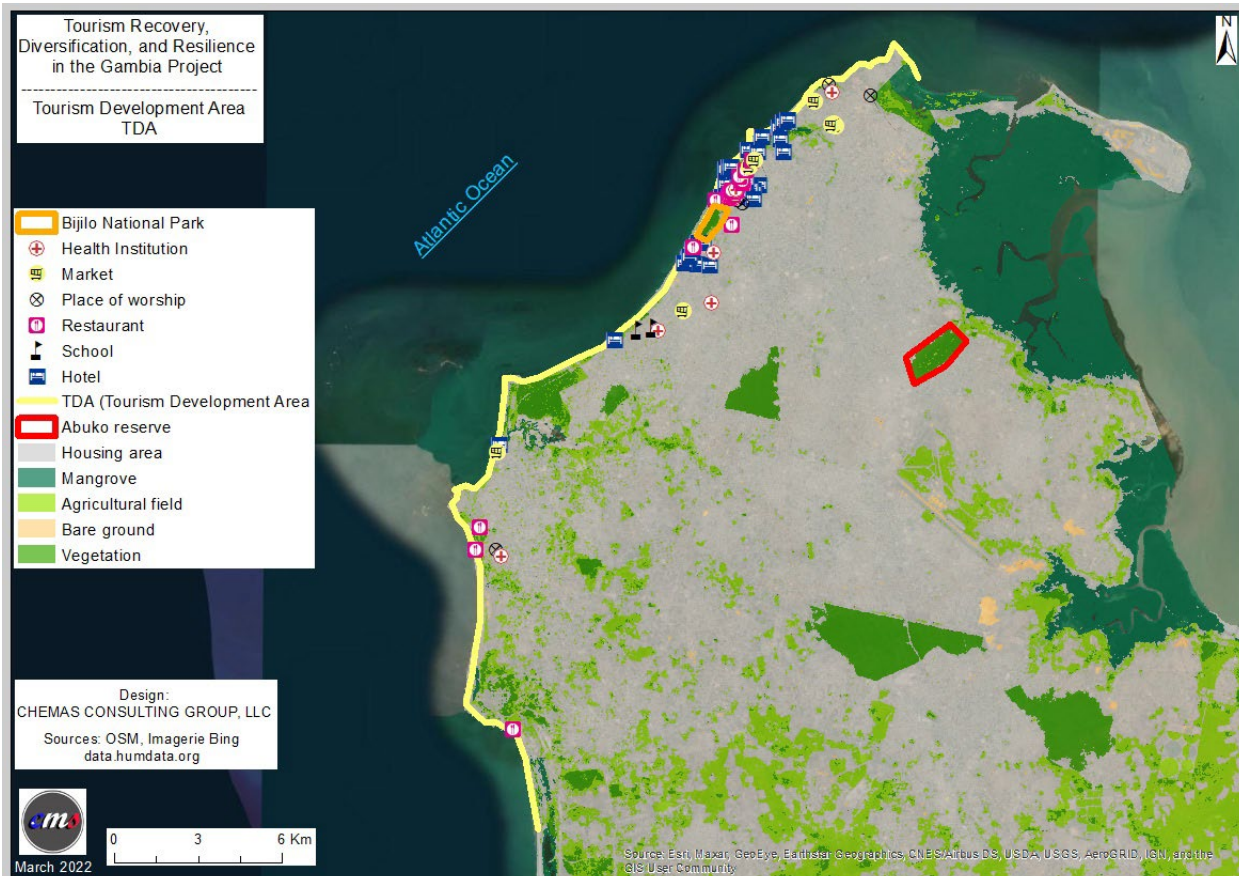 Tourism Recovery,
Diversification, and Resilience
in the Gambia Project
--------------------------------
Tourism Development Area
TDA
N
Atlantic Ocean
Bijilo National Park
Health Institution
Market
Place of worship
Restaurant
School
Hotel
TDA (Tourism Development Area
Abuko reserve
Housing area
Mangrove
Agricultural field
Bare ground
Vegetation
Design:
CHEMAS CONSULTING GROUP, LLC
Sources: OSM, Imagerie Bing
data.humdata.org
ems
March 2022
0 3 6 Km
Source: Esri, Maxar, GeoEye, Earthstar Geographics, CNES/Airbus DS, USDA, USGS, AeroGRID, IGN, and the
GIS User Community